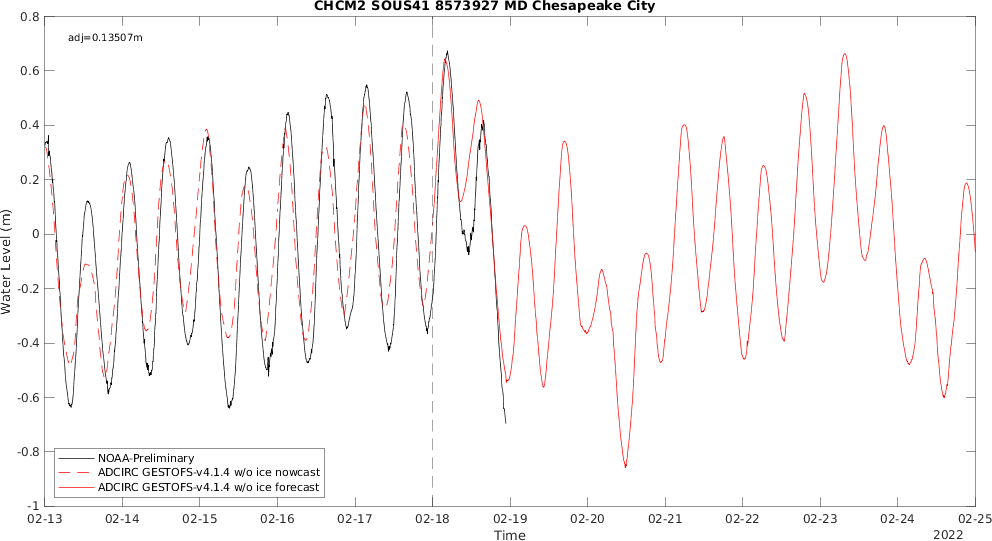 CHCM2 SOUS41 8573927 MD Chesapeake City
adj=0.13507m
0.8
0.6
0.4
0.2
0
-0.2
-0.4
-0.6
-0.8
-1
Water Level (m)
NOAA-Preliminary
ADCIRC GESTOFS-v4.1.4 w/o ice nowcast
ADCIRC GESTOFS-v4.1.4 w/o ice forecast
02-13 02-14 02-15 02-16 02-17 02-18 02-19 02-20 02-21 02-22 02-23 02-24 02-25
Time
2022